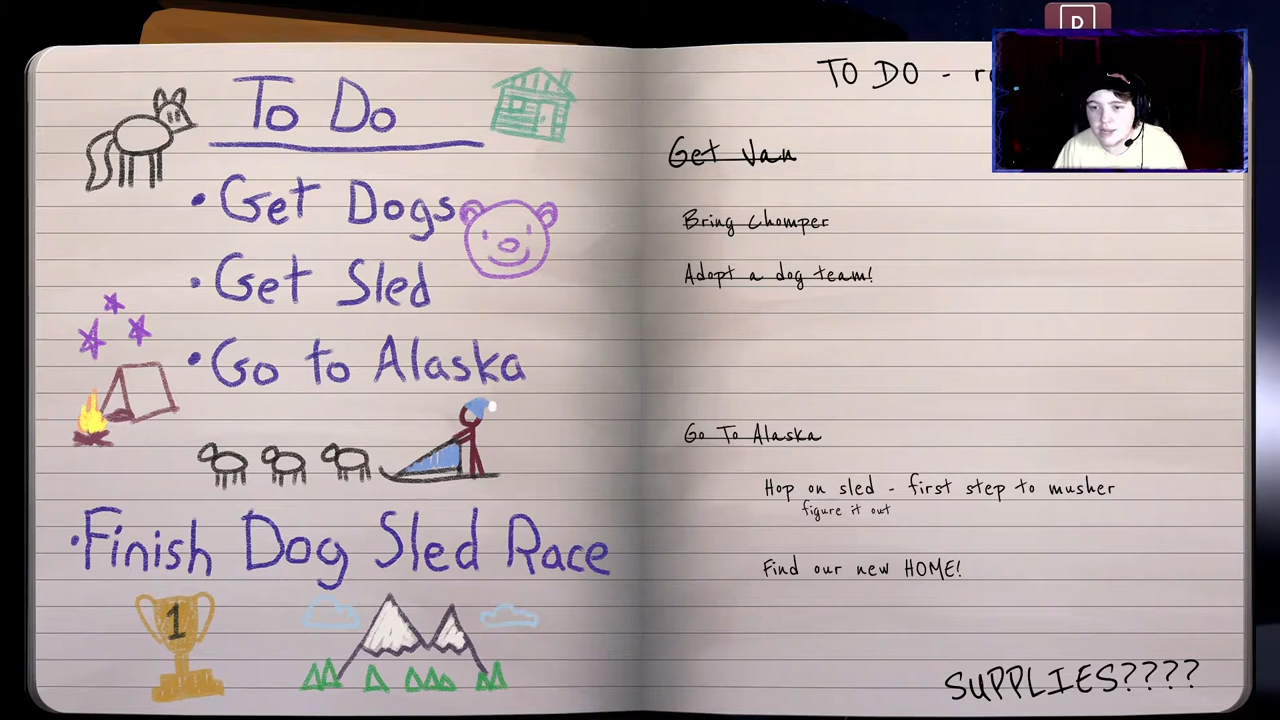 To Do
• Get Dogs
• Get Sled
• Go to Alaska
• Finish Dog Sled Race
1
D
TO DO -
Get Van
Bring Chomper
Adopt a dog team!
Go To Alaska
Hop on sled - first step to musher
figure it out
Find our new HOME!
SUPPLIES????